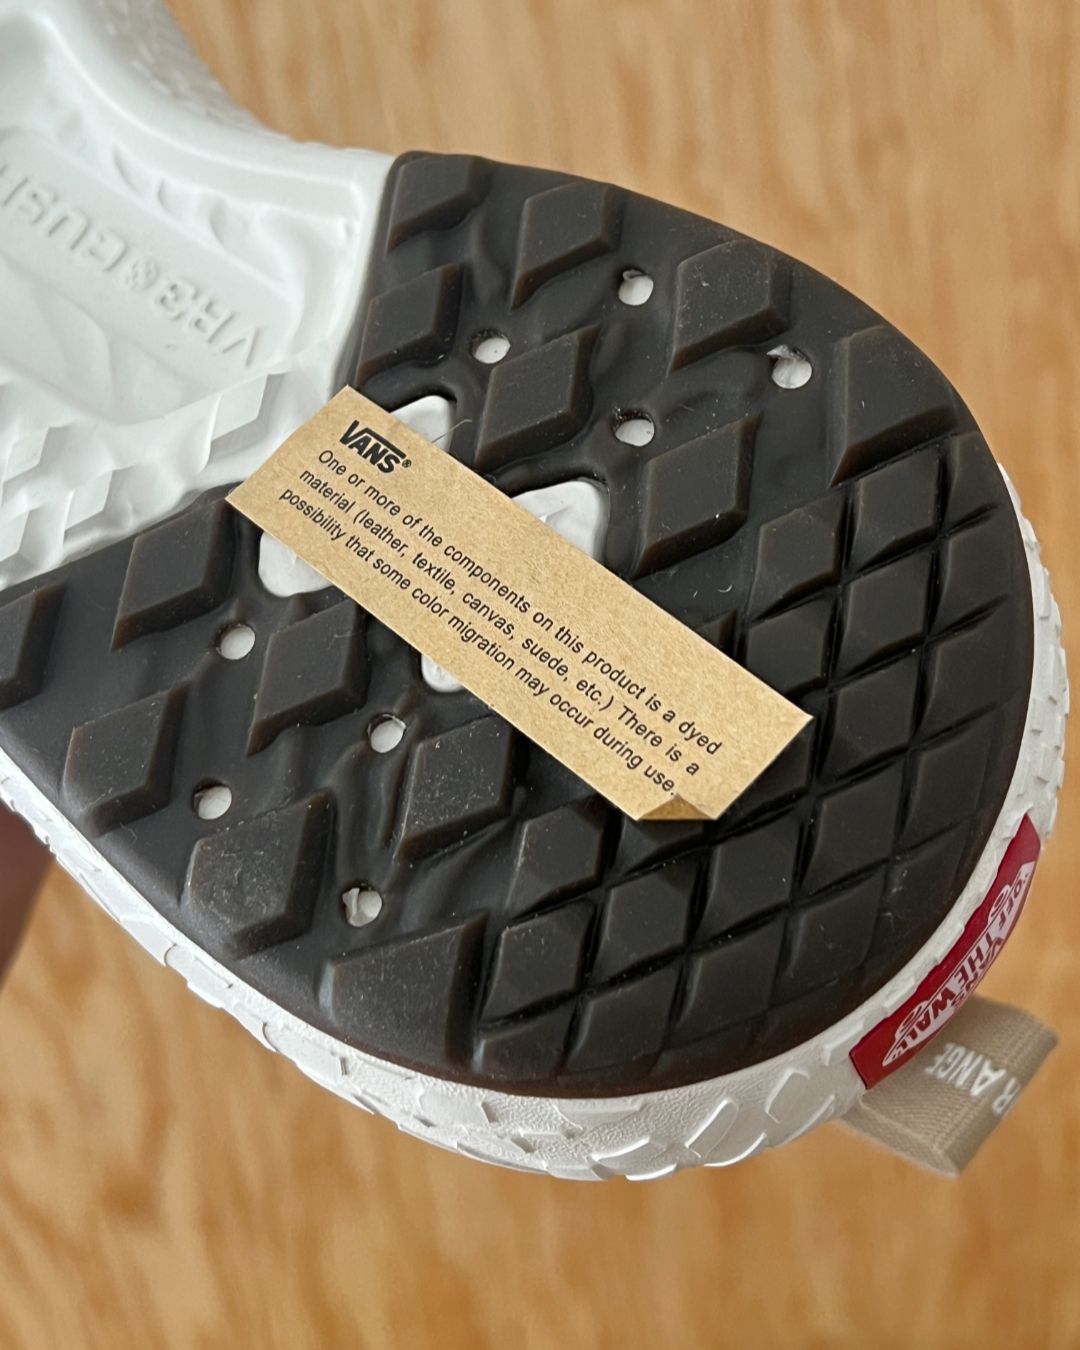 VR3 CUSH
VANS®
One or more of the components on this product is a dyed
material (leather, textile, canvas, suede, etc.) There is a
possibility that some color migration may occur during use.
VANS
"OFF THE WALL"
RANGE